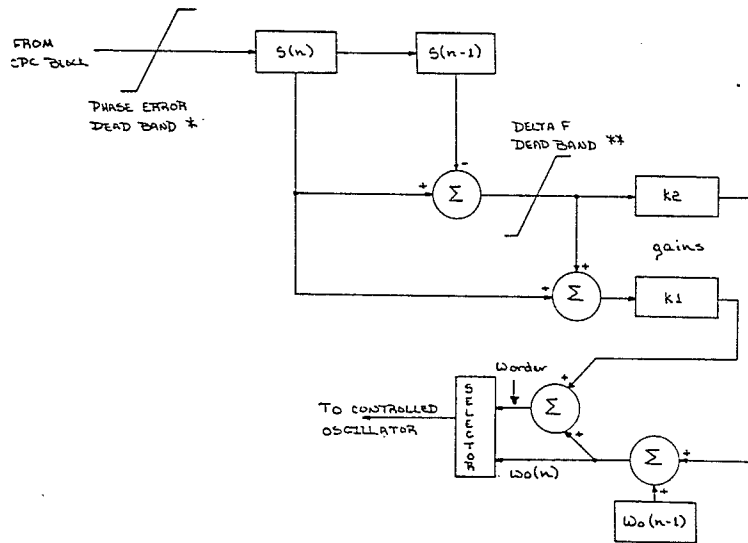 FROM
CPC BLOCK
S(n)
S(n-1)
PHASE ERROR
DEAD BAND *
DELTA F
DEAD BAND **
-
+
Σ
k2
gains
+
+
Σ
k1
Worder
+
Σ
+
SELECTOR
TO CONTROLLED
OSCILLATOR
Wo(n)
Σ
+
+
Wo(n-1)